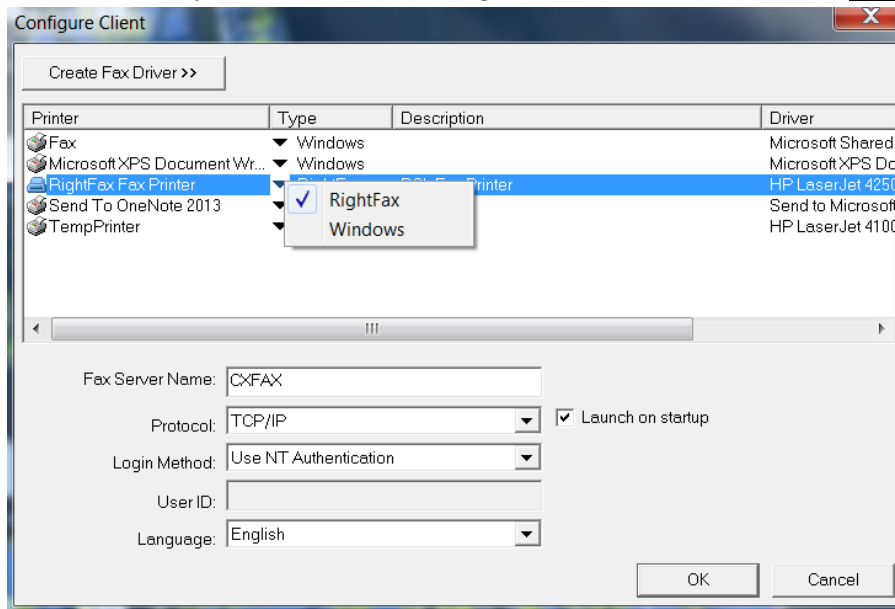 Configure Client
X
Create Fax Driver >>
Printer Type Description Driver
Fax Windows Microsoft Shared
Microsoft XPS Document Wr... Windows Microsoft XPS Do
RightFax Fax Printer Printer HP LaserJet 4250
Send To OneNote 2013 Send to Microsoft
TempPrinter HP LaserJet 4100
RightFax
Windows
Fax Server Name: CXFAX
Protocol: TCP/IP Launch on startup
Login Method: Use NT Authentication
User ID:
Language: English
OK Cancel